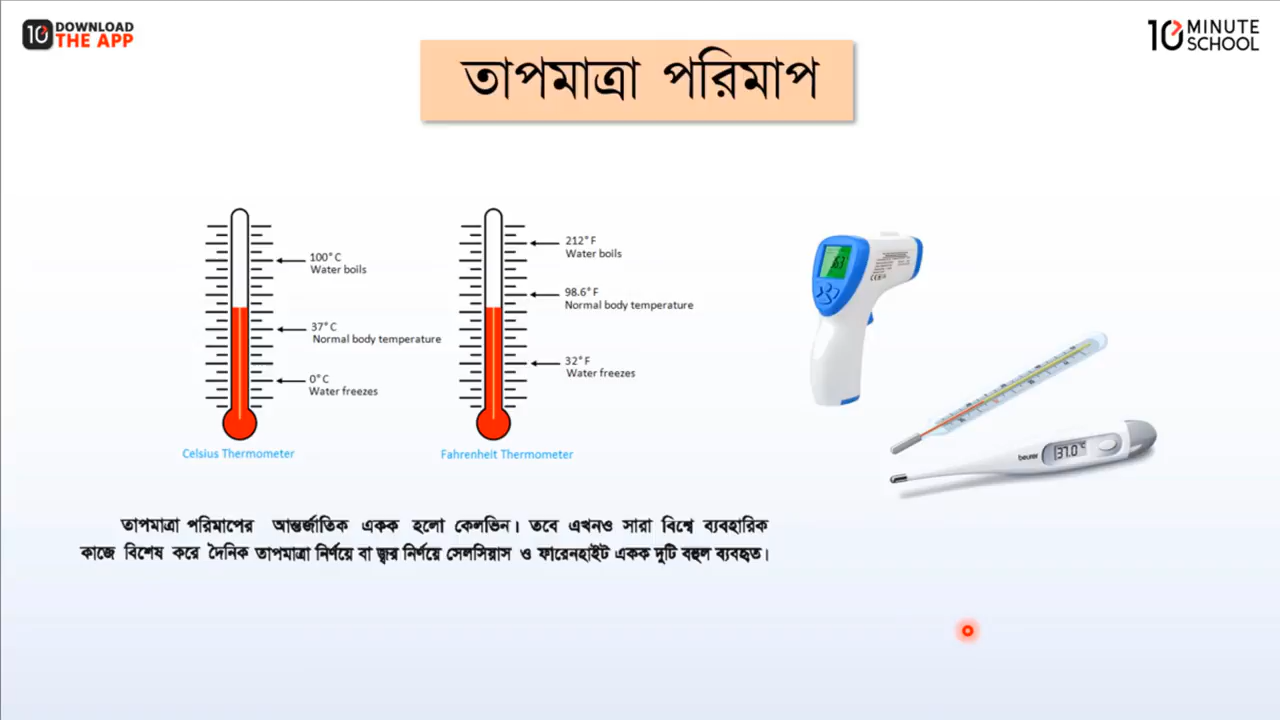 10 DOWNLOAD
THE APP
10 MINUTE
SCHOOL
তাপমাত্রা পরিমাপ
100° C
Water boils
37° C
Normal body temperature
0° C
Water freezes
Celsius Thermometer
212° F
Water boils
98.6° F
Normal body temperature
32° F
Water freezes
Fahrenheit Thermometer
beurer 37.0 °C
তাপমাত্রা পরিমাপের আন্তর্জাতিক একক হলো কেলভিন। তবে এখনও সারা বিশ্বে ব্যবহারিক
কাজে বিশেষ করে দৈনিক তাপমাত্রা নির্ণয়ে বা জ্বর নির্ণয়ে সেলসিয়াস ও ফারেনহাইট একক দুটি বহুল ব্যবহৃত।